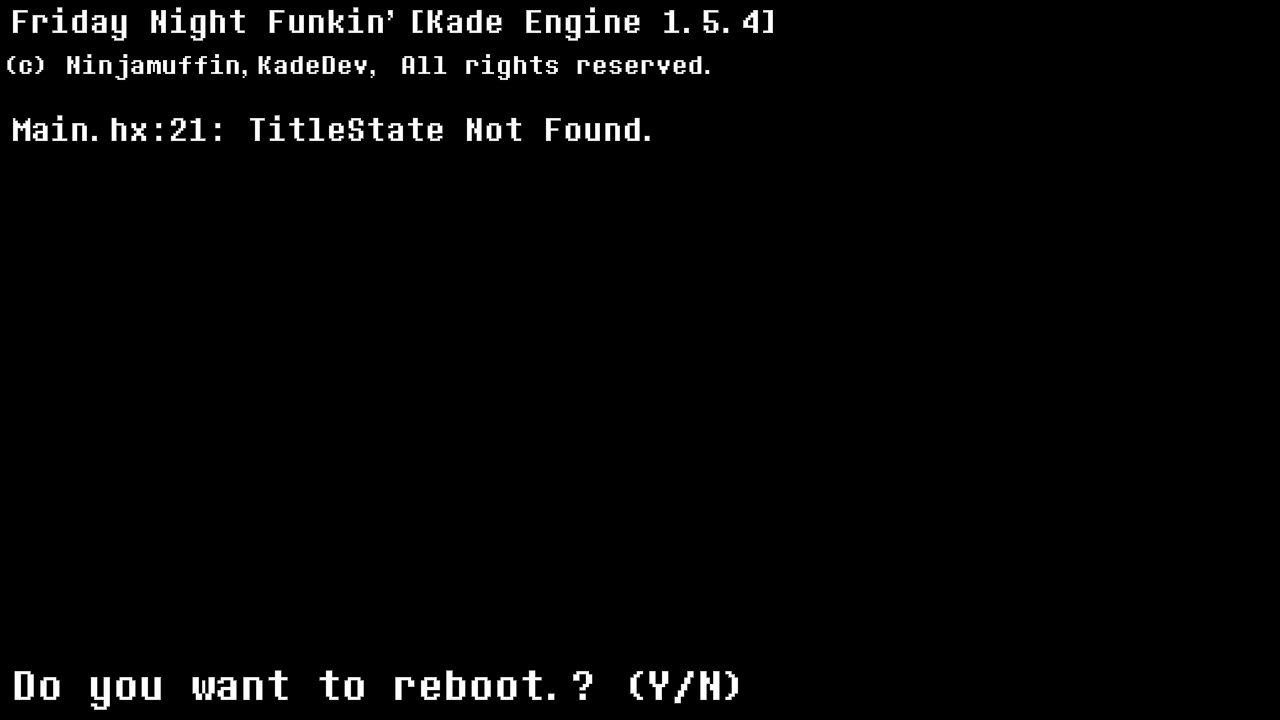 Friday Night Funkin' [Kade Engine 1.5.4]
(c) Ninjamuffin, KadeDev, All rights reserved.
Main.hx:21: TitleState Not Found.
Do you want to reboot.? (Y/N)